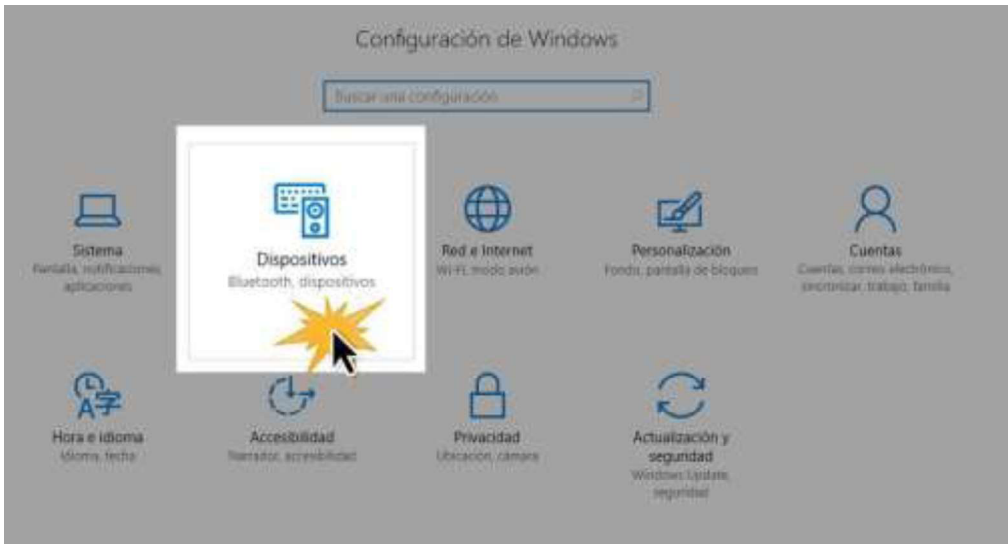 Configuración de Windows
Buscar una configuración
Sistema
Pantalla, notificaciones,
aplicaciones
Dispositivos
Bluetooth, dispositivos
Red e Internet
Wi-Fi, modo avión
Personalización
Fondo, pantalla de bloqueo
Cuentas
Cuentas, correo electrónico,
sincronizar, trabajo, familia
Hora e idioma
Idioma, fecha
Accesibilidad
Narrador, accesibilidad
Privacidad
Ubicación, cámara
Actualización y
seguridad
Windows Update,
seguridad